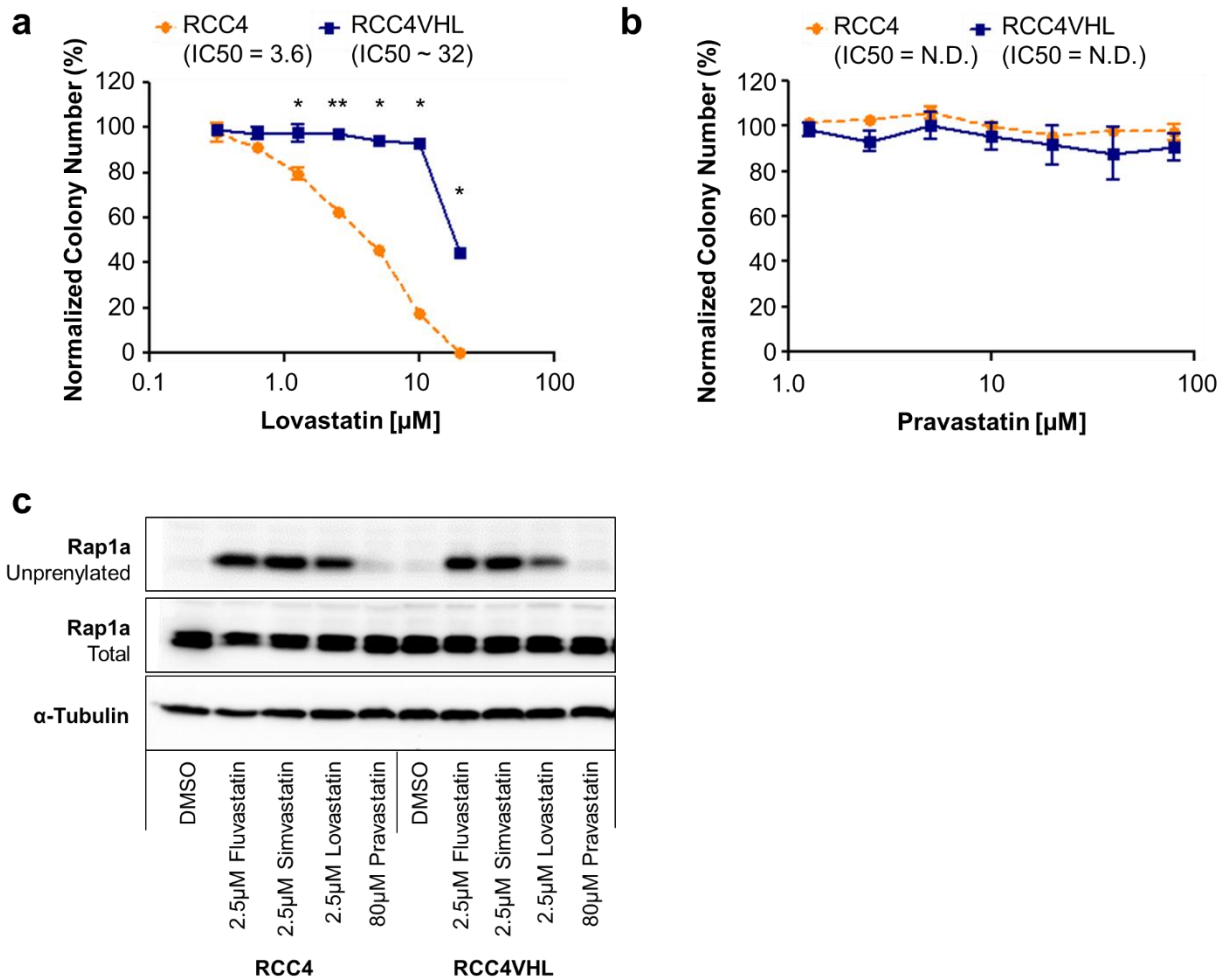 a
RCC4 RCC4VHL
(IC50 = 3.6) (IC50 ~ 32)
Normalized Colony Number (%)
120
100
80
60
40
20
0
* ** * * *
0.1 1.0 10 100
Lovastatin [µM]
b
RCC4 RCC4VHL
(IC50 = N.D.) (IC50 = N.D.)
Normalized Colony Number (%)
120
100
80
60
40
20
0
1.0 10 100
Pravastatin [µM]
c
Rap1a
Unprenylated
Rap1a
Total
α-Tubulin
DMSO
2.5µM Fluvastatin
2.5µM Simvastatin
2.5µM Lovastatin
80µM Pravastatin
DMSO
2.5µM Fluvastatin
2.5µM Simvastatin
2.5µM Lovastatin
80µM Pravastatin
RCC4 RCC4VHL